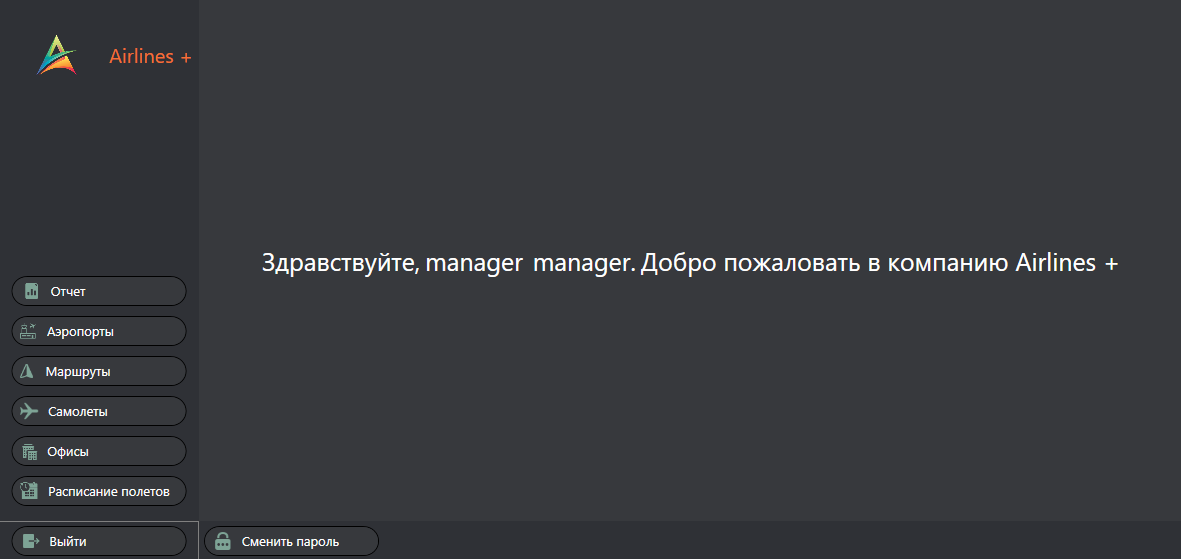 Airlines +
Здравствуйте, manager manager. Добро пожаловать в компанию Airlines +
Отчет
Аэропорты
Маршруты
Самолеты
Офисы
Расписание полетов
Выйти
Сменить пароль